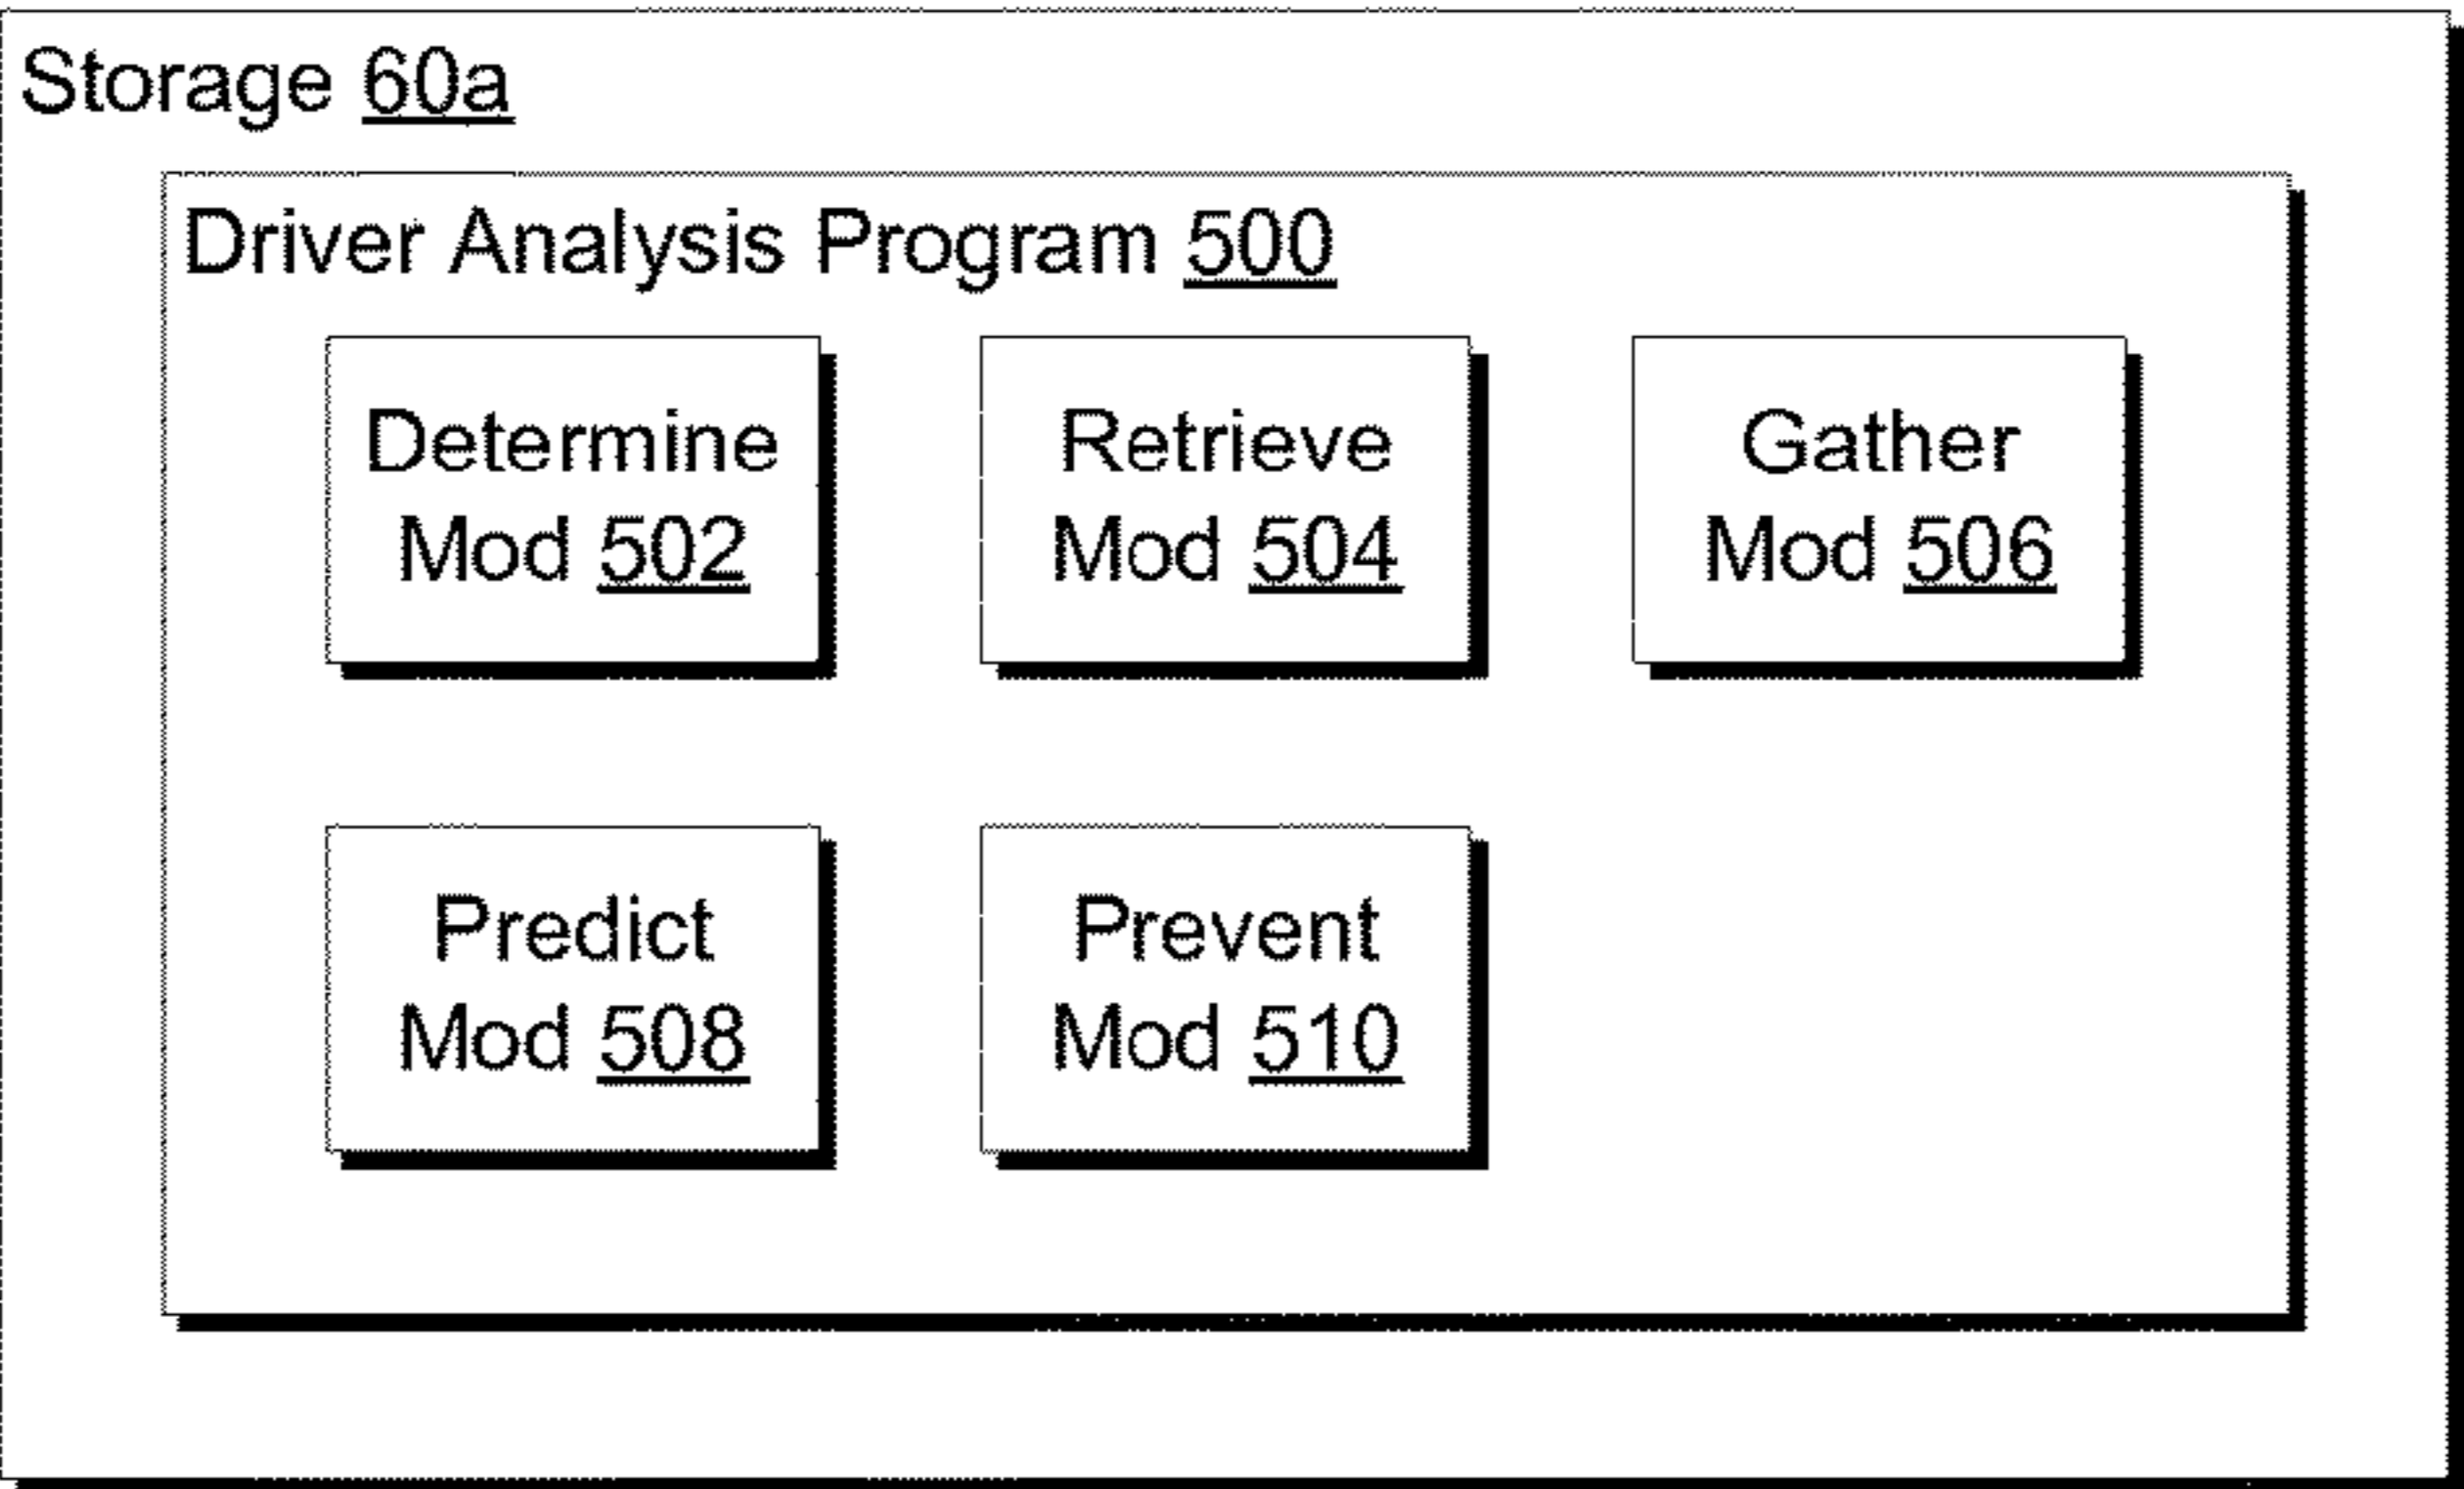 Storage 60a
Driver Analysis Program 500
Determine
Mod 502
Retrieve
Mod 504
Gather
Mod 506
Predict
Mod 508
Prevent
Mod 510